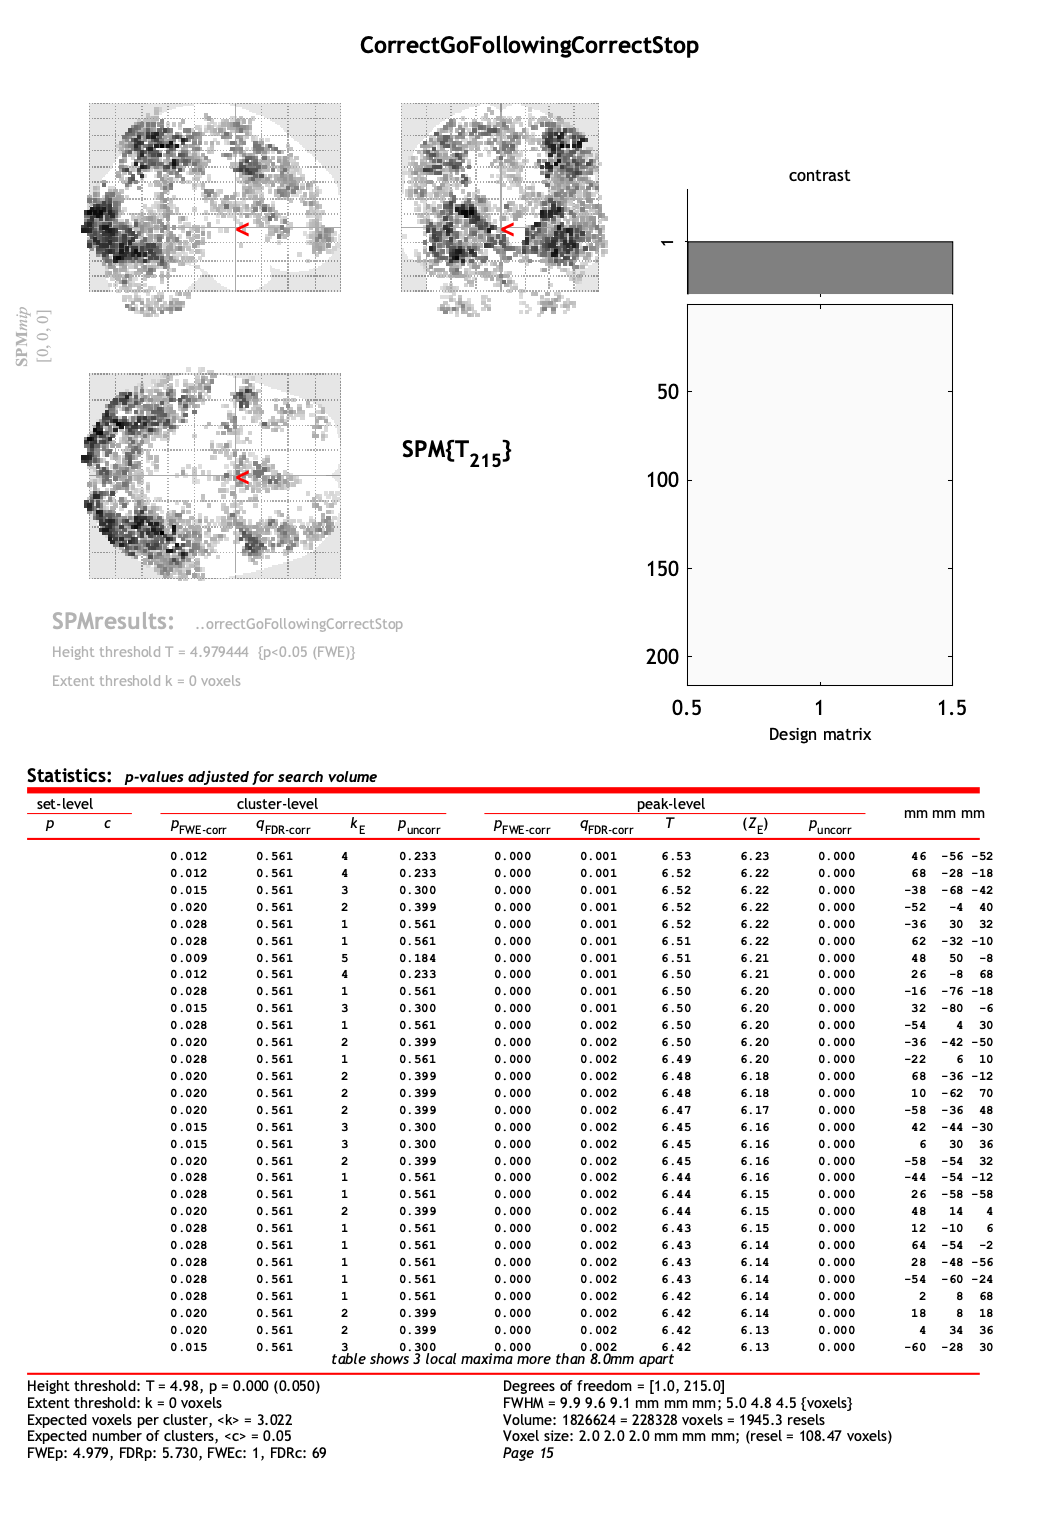 CorrectGoFollowingCorrectStop
<
<
contrast
1
SPMmip
[0, 0, 0]
<
SPM{T215}
50
100
150
200
0.5 1 1.5
Design matrix
SPMresults: ..orrectGoFollowingCorrectStop
Height threshold T = 4.979444 {p<0.05 (FWE)}
Extent threshold k = 0 voxels
Statistics: p-values adjusted for search volume
set-level cluster-level peak-level mm mm mm
p c pFWE-corr qFDR-corr kE puncorr pFWE-corr qFDR-corr T (ZE) puncorr
0.012 0.561 4 0.233 0.000 0.001 6.53 6.23 0.000 46 -56 -52
0.012 0.561 4 0.233 0.000 0.001 6.52 6.22 0.000 68 -28 -18
0.015 0.561 3 0.300 0.000 0.001 6.52 6.22 0.000 -38 -68 -42
0.020 0.561 2 0.399 0.000 0.001 6.52 6.22 0.000 -52 -4 40
0.028 0.561 1 0.561 0.000 0.001 6.52 6.22 0.000 -36 30 32
0.028 0.561 1 0.561 0.000 0.001 6.51 6.22 0.000 62 -32 -10
0.009 0.561 5 0.184 0.000 0.001 6.51 6.21 0.000 48 50 -8
0.012 0.561 4 0.233 0.000 0.001 6.50 6.21 0.000 26 -8 68
0.028 0.561 1 0.561 0.000 0.001 6.50 6.20 0.000 -16 -76 -18
0.015 0.561 3 0.300 0.000 0.001 6.50 6.20 0.000 32 -80 -6
0.028 0.561 1 0.561 0.000 0.002 6.50 6.20 0.000 -54 4 30
0.020 0.561 2 0.399 0.000 0.002 6.50 6.20 0.000 -36 -42 -50
0.028 0.561 1 0.561 0.000 0.002 6.49 6.20 0.000 -22 6 10
0.020 0.561 2 0.399 0.000 0.002 6.48 6.18 0.000 68 -36 -12
0.020 0.561 2 0.399 0.000 0.002 6.48 6.18 0.000 10 -62 70
0.020 0.561 2 0.399 0.000 0.002 6.47 6.17 0.000 -58 -36 48
0.015 0.561 3 0.300 0.000 0.002 6.45 6.16 0.000 42 -44 -30
0.015 0.561 3 0.300 0.000 0.002 6.45 6.16 0.000 6 30 36
0.020 0.561 2 0.399 0.000 0.002 6.45 6.16 0.000 -58 -54 32
0.028 0.561 1 0.561 0.000 0.002 6.44 6.16 0.000 -44 -54 -12
0.028 0.561 1 0.561 0.000 0.002 6.44 6.15 0.000 26 -58 -58
0.020 0.561 2 0.399 0.000 0.002 6.44 6.15 0.000 48 14 4
0.028 0.561 1 0.561 0.000 0.002 6.43 6.15 0.000 12 -10 6
0.028 0.561 1 0.561 0.000 0.002 6.43 6.14 0.000 64 -54 -2
0.028 0.561 1 0.561 0.000 0.002 6.43 6.14 0.000 28 -48 -56
0.028 0.561 1 0.561 0.000 0.002 6.43 6.14 0.000 -54 -60 -24
0.028 0.561 1 0.561 0.000 0.002 6.42 6.14 0.000 2 8 68
0.020 0.561 2 0.399 0.000 0.002 6.42 6.14 0.000 18 8 18
0.020 0.561 2 0.399 0.000 0.002 6.42 6.13 0.000 4 34 36
0.015 0.561 3 0.300 0.000 0.002 6.42 6.13 0.000 -60 -28 30
table shows 3 local maxima more than 8.0mm apart
Height threshold: T = 4.98, p = 0.000 (0.050)
Extent threshold: k = 0 voxels
Expected voxels per cluster, <k> = 3.022
Expected number of clusters, <c> = 0.05
FWEp: 4.979, FDRp: 5.730, FWEc: 1, FDRc: 69
Degrees of freedom = [1.0, 215.0]
FWHM = 9.9 9.6 9.1 mm mm mm; 5.0 4.8 4.5 {voxels}
Volume: 1826624 = 228328 voxels = 1945.3 resels
Voxel size: 2.0 2.0 2.0 mm mm mm; (resel = 108.47 voxels)
Page 15